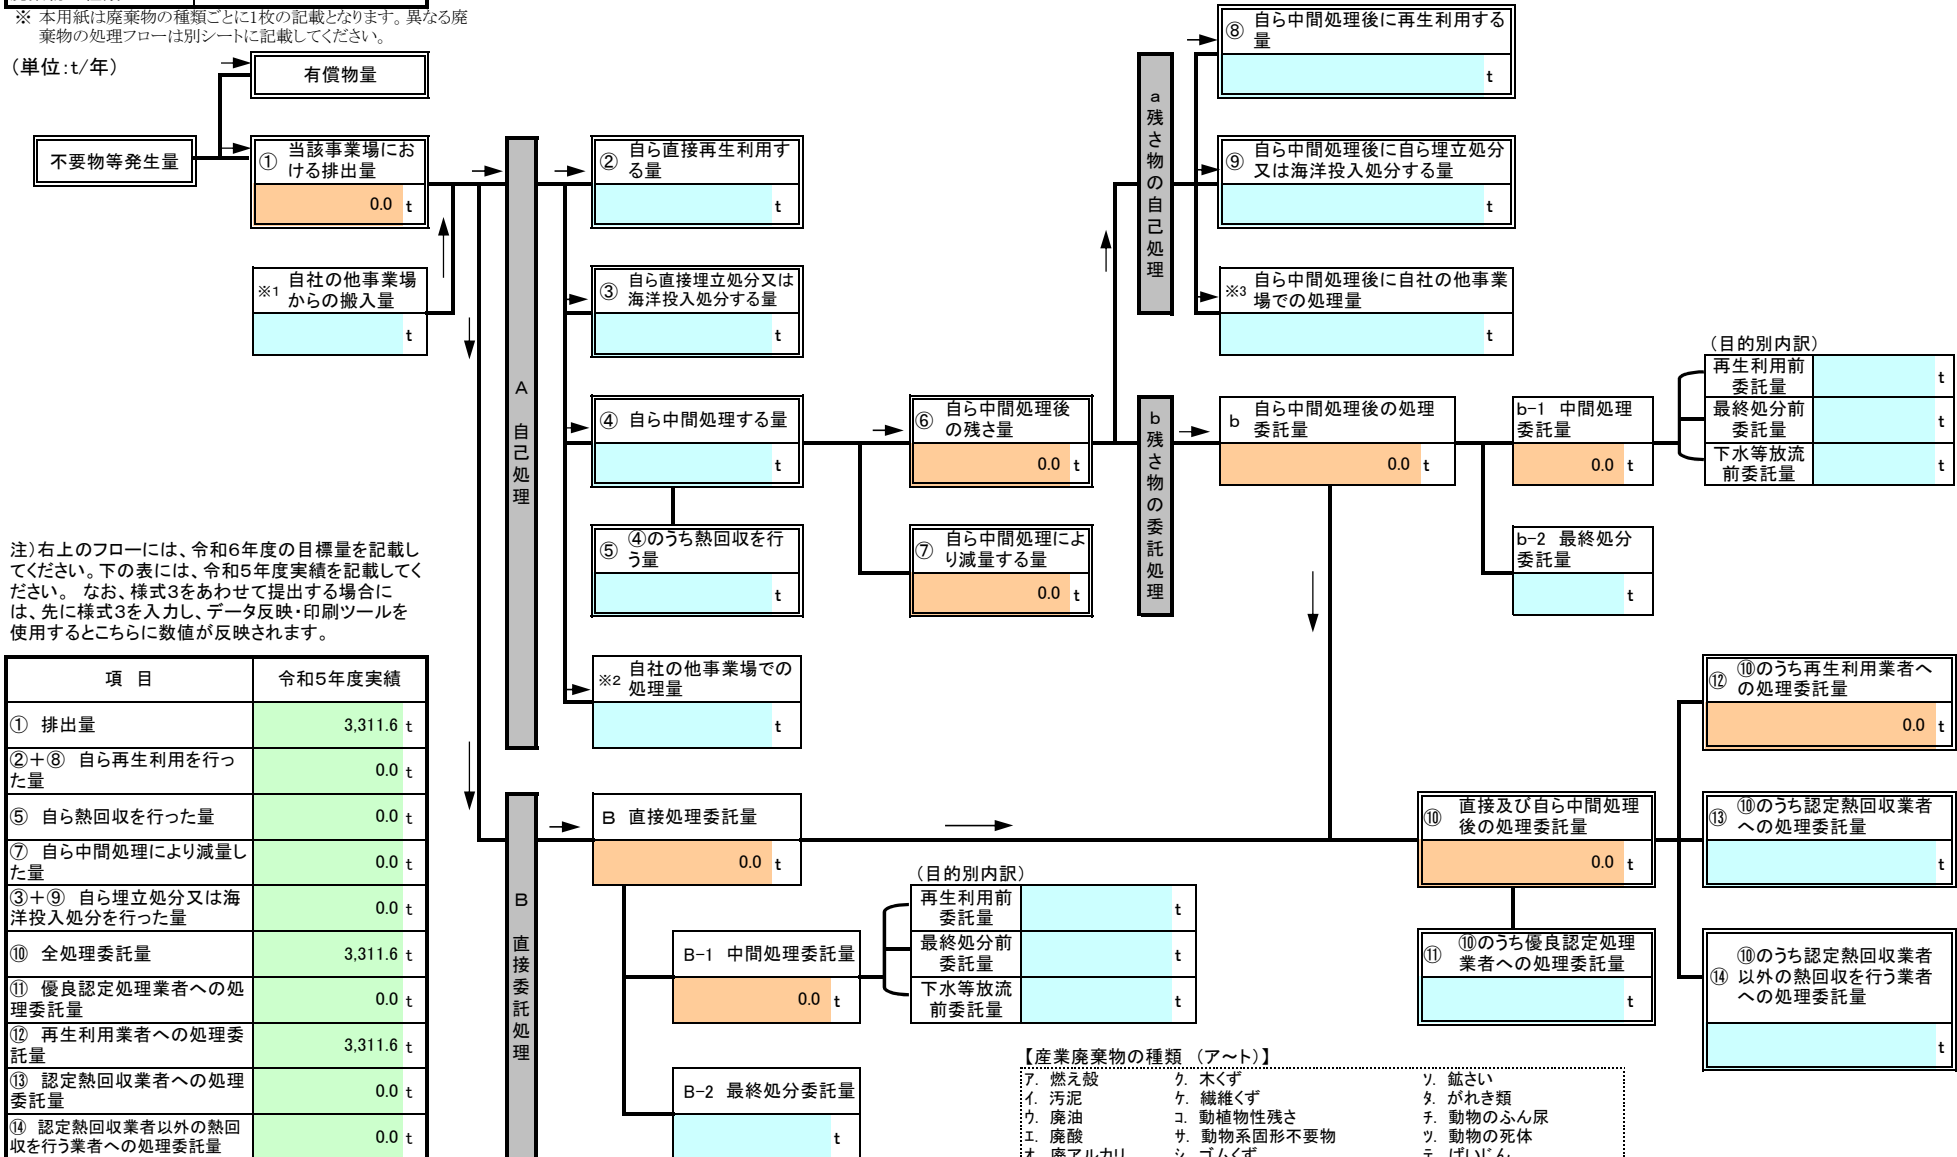 ※ 本用紙は廃棄物の種類ごとに1枚の記載となります。異なる廃
棄物の処理フローは別シートに記載してください。
（単位:t/年）
有償物量
不要物等発生量
① 当該事業場にお
ける排出量
0.0 t
※1 自社の他事業場
からの搬入量
t
A 自己処理
② 自ら直接再生利用す
る量
t
③ 自ら直接埋立処分又は
海洋投入処分する量
t
④ 自ら中間処理する量
t
⑤ ④のうち熱回収を行
う量
t
※2 自社の他事業場での
処理量
t
⑥ 自ら中間処理後
の残さ量
0.0 t
⑦ 自ら中間処理によ
り減量する量
0.0 t
a 残さ物の自己処理
⑧ 自ら中間処理後に再生利用する
量
t
⑨ 自ら中間処理後に自ら埋立処分
又は海洋投入処分する量
t
※3 自ら中間処理後に自社の他事業
場での処理量
t
b 残さ物の委託処理
b 自ら中間処理後の処理
委託量
0.0 t
b-1 中間処理
委託量
0.0 t
b-2 最終処分
委託量
t
（目的別内訳）
再生利用前
委託量
t
最終処分前
委託量
t
下水等放流
前委託量
t
注）右上のフローには、令和６年度の目標量を記載し
てください。下の表には、令和５年度実績を記載してく
ださい。 なお、様式3をあわせて提出する場合に
は、先に様式3を入力し、データ反映・印刷ツールを
使用するとこちらに数値が反映されます。
項 目 令和５年度実績
① 排出量 3,311.6 t
②＋⑧ 自ら再生利用を行っ
た量 0.0 t
⑤ 自ら熱回収を行った量 0.0 t
⑦ 自ら中間処理により減量し
た量 0.0 t
③＋⑨ 自ら埋立処分又は海
洋投入処分を行った量 0.0 t
⑩ 全処理委託量 3,311.6 t
⑪ 優良認定処理業者への処
理委託量 0.0 t
⑫ 再生利用業者への処理委
託量 3,311.6 t
⑬ 認定熱回収業者への処理
委託量 0.0 t
⑭ 認定熱回収業者以外の熱回
収を行う業者への処理委託量 0.0 t
B 直接委託処理
B 直接処理委託量
0.0 t
B-1 中間処理委託量
0.0 t
B-2 最終処分委託量
t
（目的別内訳）
再生利用前
委託量
t
最終処分前
委託量
t
下水等放流
前委託量
t
⑩ 直接及び自ら中間処理
後の処理委託量
0.0 t
⑪ ⑩のうち優良認定処理
業者への処理委託量
t
⑫ ⑩のうち再生利用業者へ
の処理委託量
0.0 t
⑬ ⑩のうち認定熱回収業者
への処理委託量
t
⑭ ⑩のうち認定熱回収業者
以外の熱回収を行う業者
への処理委託量
t
【産業廃棄物の種類 （ア～ト）】
ア. 燃え殻 ク. 木くず ソ. 鉱さい
イ. 汚泥 ケ. 繊維くず タ. がれき類
ウ. 廃油 コ. 動植物性残さ チ. 動物のふん尿
エ. 廃酸 サ. 動物系固形不要物 ツ. 動物の死体
オ. 廃アルカリ シ. ゴムくず テ. ばいじん